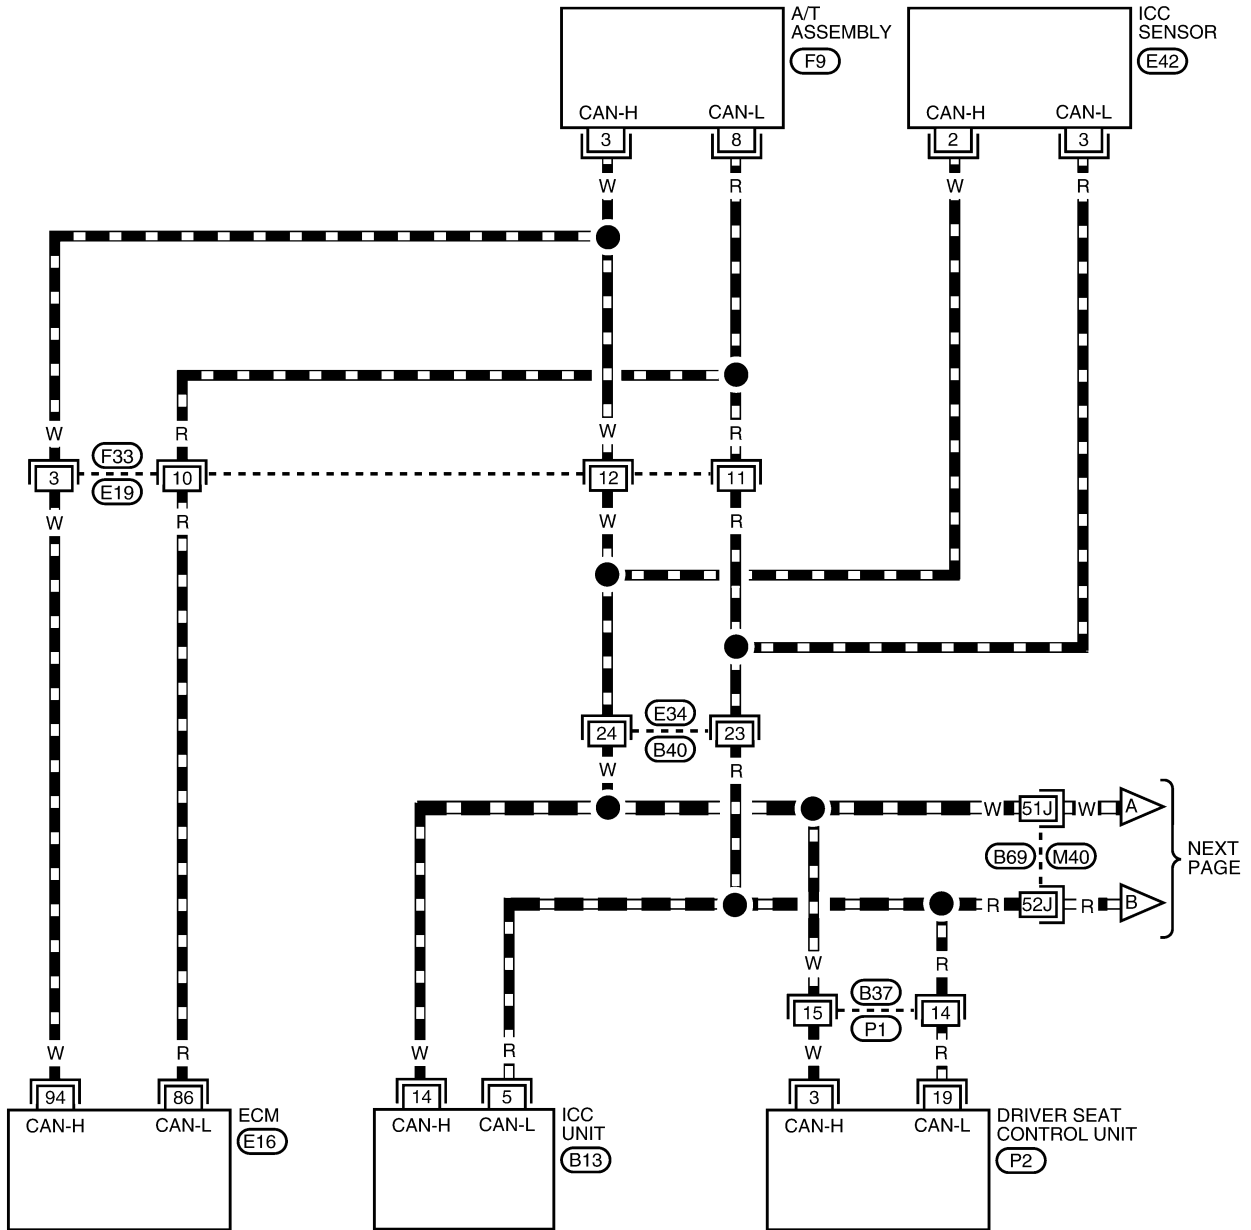 A/T
ASSEMBLY
F9
ICC
SENSOR
E42
CAN-H
CAN-L
CAN-H
CAN-L
3
8
2
3
W
R
W
R
W
R
W
R
3
F33
E19
10
12
11
W
R
W
R
24
E34
B40
23
W
R
W
51J
W
A
B69
M40
NEXT
PAGE
R
52J
R
B
W
R
15
B37
P1
14
W
R
W
R
W
R
94
86
14
5
3
19
CAN-H
CAN-L
ECM
E16
CAN-H
CAN-L
ICC
UNIT
B13
CAN-H
CAN-L
DRIVER SEAT
CONTROL UNIT
P2